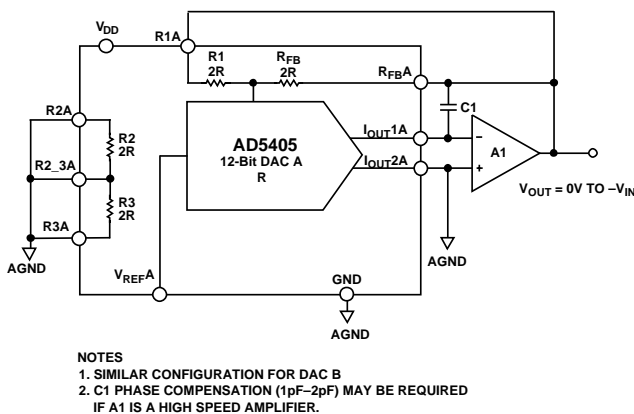 VDD
R1A
R1
2R
RFB
2R
RFBA
C1
R2A
R2
2R
AD5405
12-Bit DAC A
R
IOUT1A
IOUT2A
A1
R2_3A
R3
2R
VOUT = 0V TO –VIN
R3A
AGND
VREFA
GND
AGND
AGND
NOTES
1. SIMILAR CONFIGURATION FOR DAC B
2. C1 PHASE COMPENSATION (1pF–2pF) MAY BE REQUIRED
IF A1 IS A HIGH SPEED AMPLIFIER.